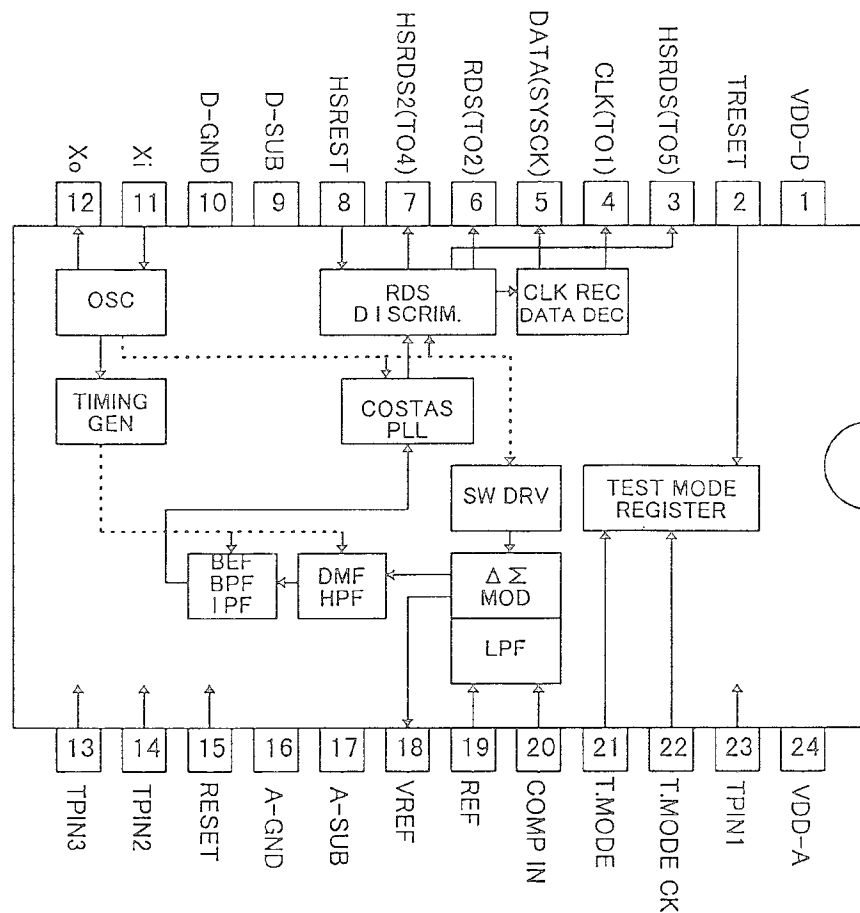 Xo
Xi
D-GND
D-SUB
HSREST
HSRDS2(TO4)
RDS(TO2)
DATA(SYSCK)
CLK(TO1)
HSRDS(TO5)
TRESET
VDD-D
12
11
10
9
8
7
6
5
4
3
2
1
OSC
RDS
DISCRIM.
CLK REC
DATA DEC
TIMING
GEN
COSTAS
PLL
SW DRV
TEST MODE
REGISTER
BEF
BPF
IPF
DMF
HPF
Δ Σ
MOD
LPF
13
14
15
16
17
18
19
20
21
22
23
24
TPIN3
TPIN2
RESET
A-GND
A-SUB
VREF
REF
COMP IN
T.MODE
T.MODE CK
TPIN1
VDD-A